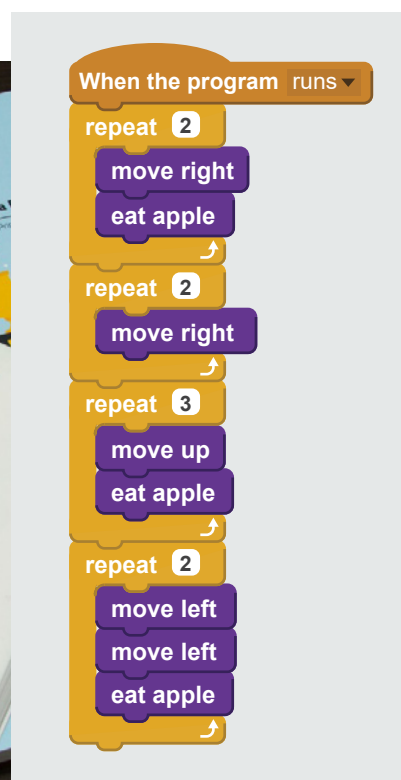 When the program runs
repeat 2
move right
eat apple
repeat 2
move right
repeat 3
move up
eat apple
repeat 2
move left
move left
eat apple